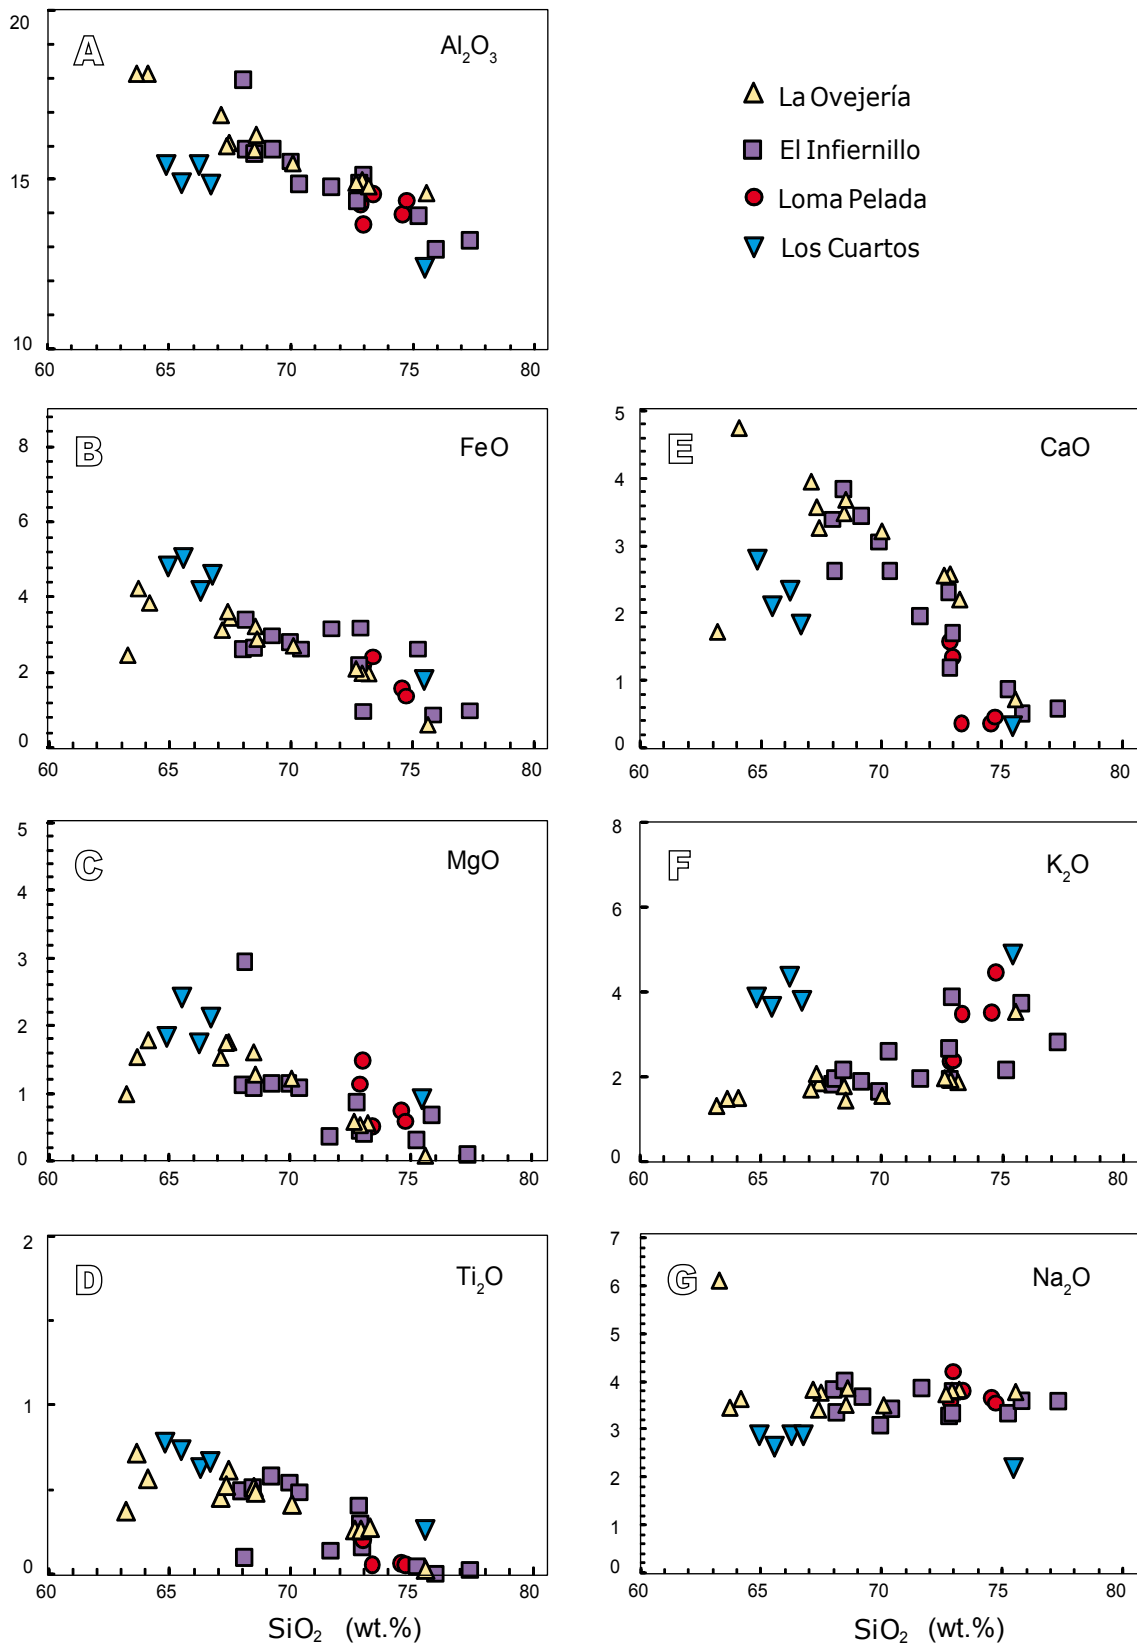 20
A
Al2O3
15
10
60 65 70 75 80
La Ovejería
El Infiernillo
Loma Pelada
Los Cuartos
8
B
FeO
6
4
2
0
60 65 70 75 80
5
E
CaO
4
3
2
1
0
60 65 70 75 80
5
C
MgO
4
3
2
1
0
60 65 70 75 80
8
F
K2O
6
4
2
0
60 65 70 75 80
2
D
Ti2O
1
0
60 65 70 75 80
SiO2 (wt.%)
7
G
Na2O
6
5
4
3
2
1
0
60 65 70 75 80
SiO2 (wt.%)